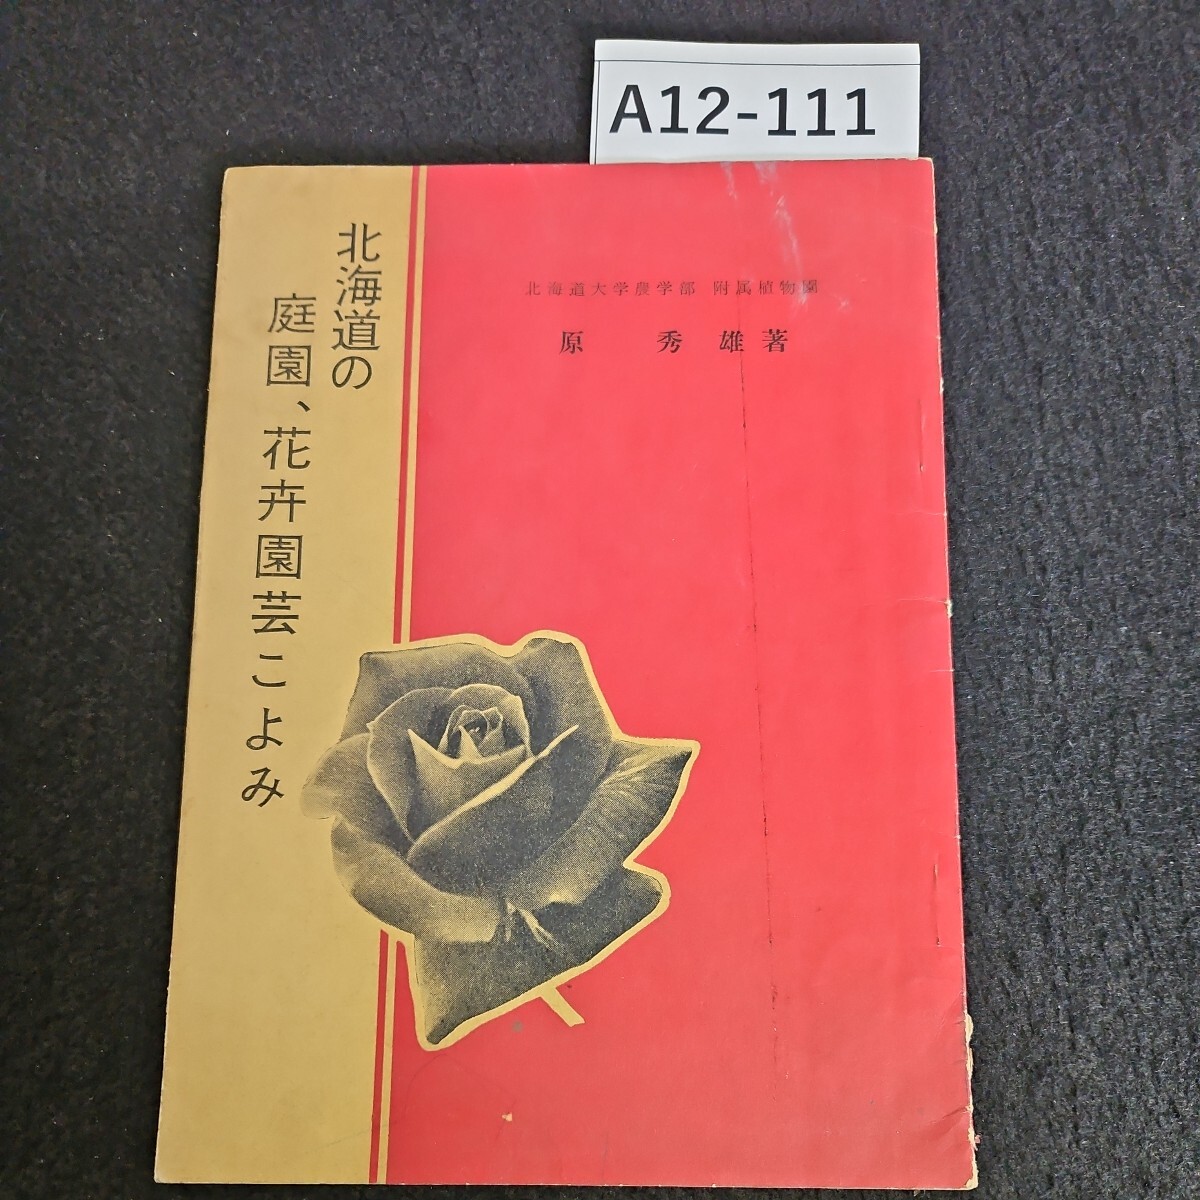 A12-111
北海道の
庭園、花卉園芸こよみ
北海道大学農学部 附属植物園
原 秀雄著